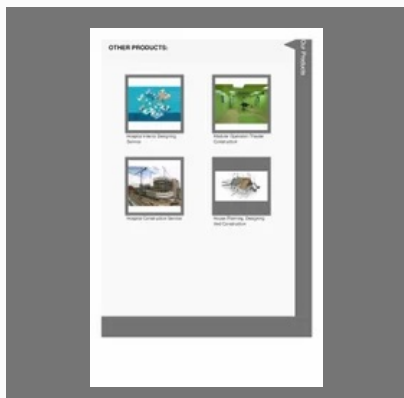 OTHER PRODUCTS:
Our Products
Hospital Interior Designing
Service
Modular Operation Theater
Construction
Hospital Construction Service
House Planning, Designing
And Construction